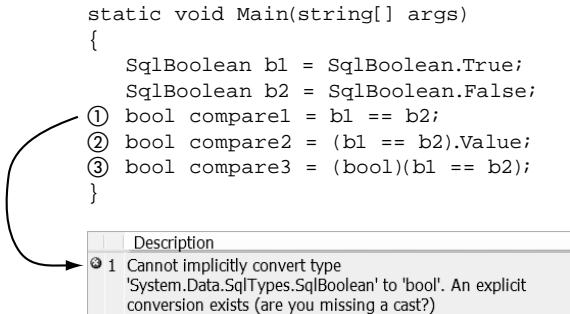 static void Main(string[] args)
{
SqlBoolean b1 = SqlBoolean.True;
SqlBoolean b2 = SqlBoolean.False;
① bool compare1 = b1 == b2;
② bool compare2 = (b1 == b2).Value;
③ bool compare3 = (bool)(b1 == b2);
}
Description
1 Cannot implicitly convert type
'System.Data.SqlTypes.SqlBoolean' to 'bool'. An explicit
conversion exists (are you missing a cast?)